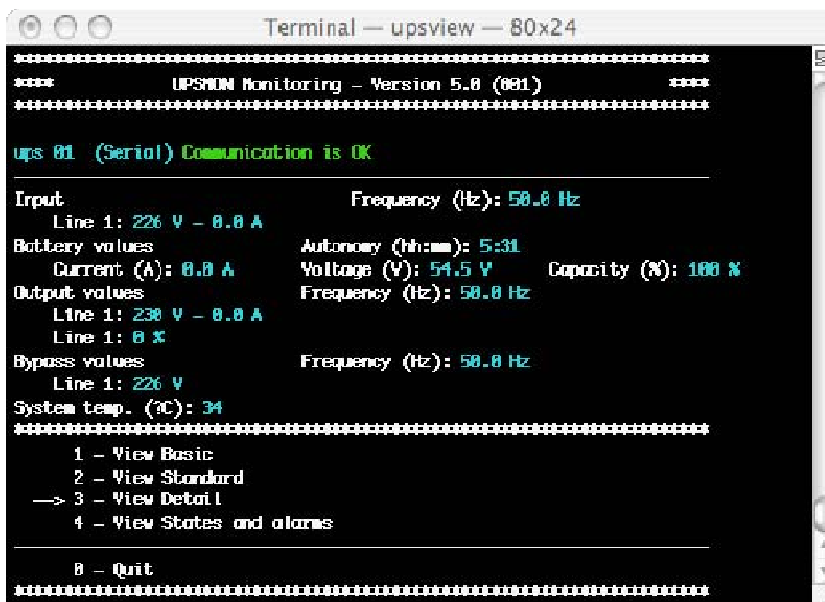 Terminal — upsview — 80x24
********************************************************************************
**** UPSMON Monitoring - Version 5.0 (001) ****
********************************************************************************
ups 01 (Serial) Communication is OK
Input Frequency (Hz): 50.0 Hz
Line 1: 226 V - 0.0 A
Battery values Autonomy (hh:mm): 5:31
Current (A): 0.0 A Voltage (V): 54.5 V Capacity (%): 100 %
Output values Frequency (Hz): 50.0 Hz
Line 1: 230 V - 0.0 A
Line 1: 0 %
Bypass values Frequency (Hz): 50.0 Hz
Line 1: 226 V
System temp. (?C): 34
********************************************************************************
1 - View Basic
2 - View Standard
--> 3 - View Detail
4 - View States and alarms
0 - Quit
********************************************************************************